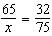 65/x = 32/75